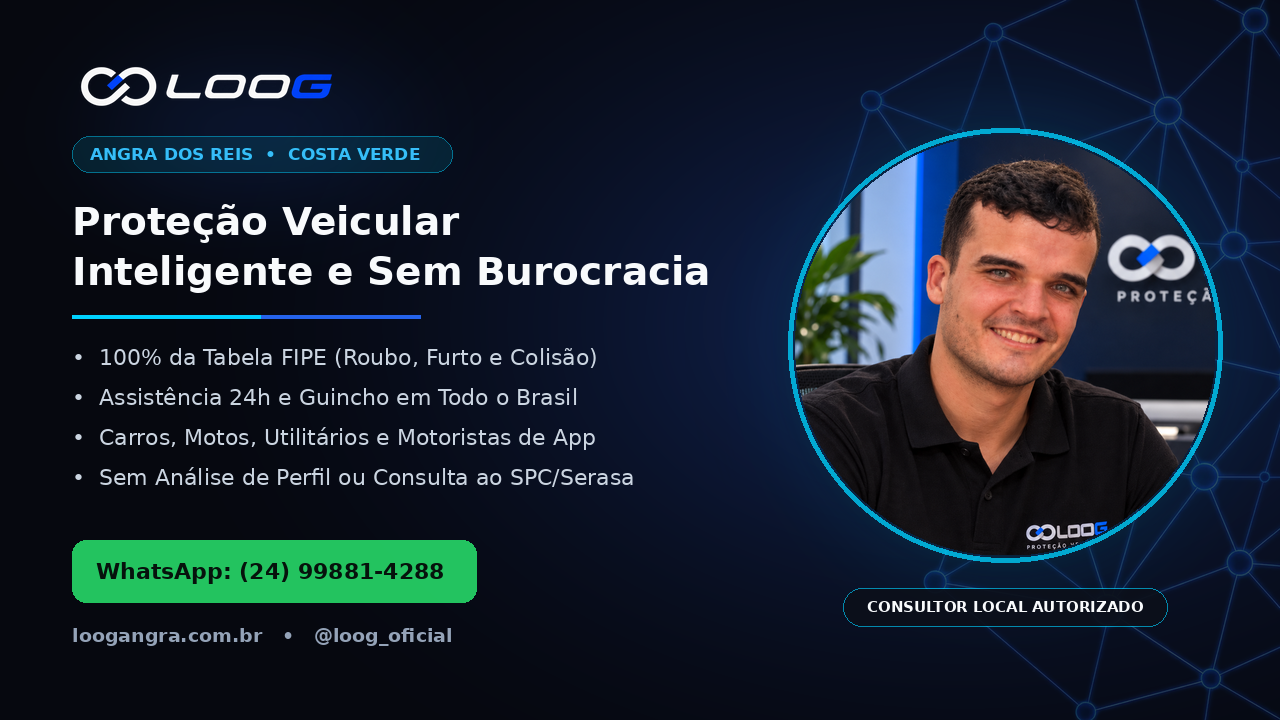 LOOG
ANGRA DOS REIS • COSTA VERDE
Proteção Veicular
Inteligente e Sem Burocracia
• 100% da Tabela FIPE (Roubo, Furto e Colisão)
• Assistência 24h e Guincho em Todo o Brasil
• Carros, Motos, Utilitários e Motoristas de App
• Sem Análise de Perfil ou Consulta ao SPC/Serasa
WhatsApp: (24) 99881-4288
loogangra.com.br • @loog_oficial
PROTEÇÃ
LOOG
PROTEÇÃO
CONSULTOR LOCAL AUTORIZADO